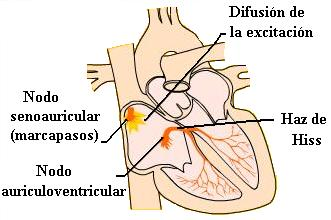 Difusión de
la excitación
Nodo
senoauricular
(marcapasos)
Haz de
Hiss
Nodo
auriculoventricular